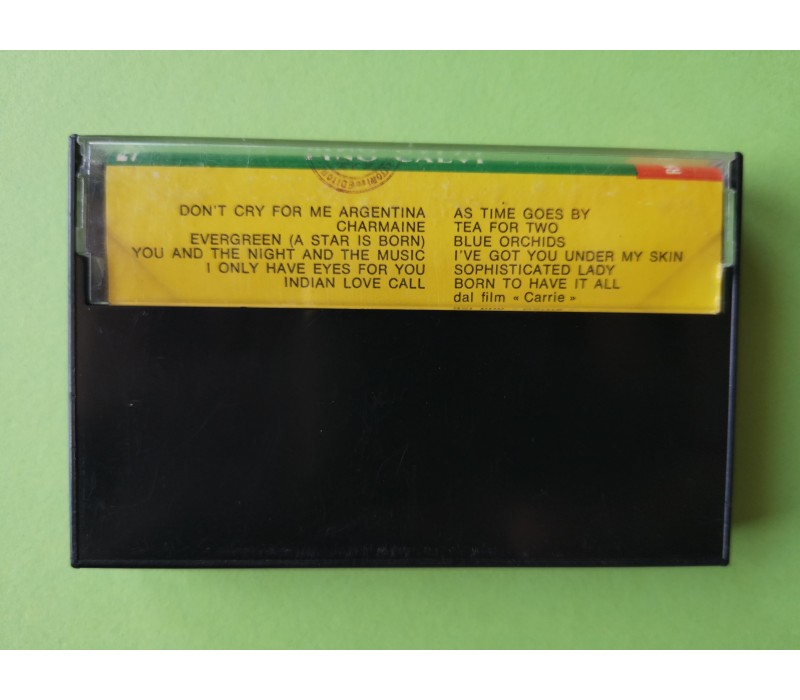 PINO CALVI
DON'T CRY FOR ME ARGENTINA
CHARMAINE
EVERGREEN (A STAR IS BORN)
YOU AND THE NIGHT AND THE MUSIC
I ONLY HAVE EYES FOR YOU
INDIAN LOVE CALL
AS TIME GOES BY
TEA FOR TWO
BLUE ORCHIDS
I'VE GOT YOU UNDER MY SKIN
SOPHISTICATED LADY
BORN TO HAVE IT ALL
dal film « Carrie »